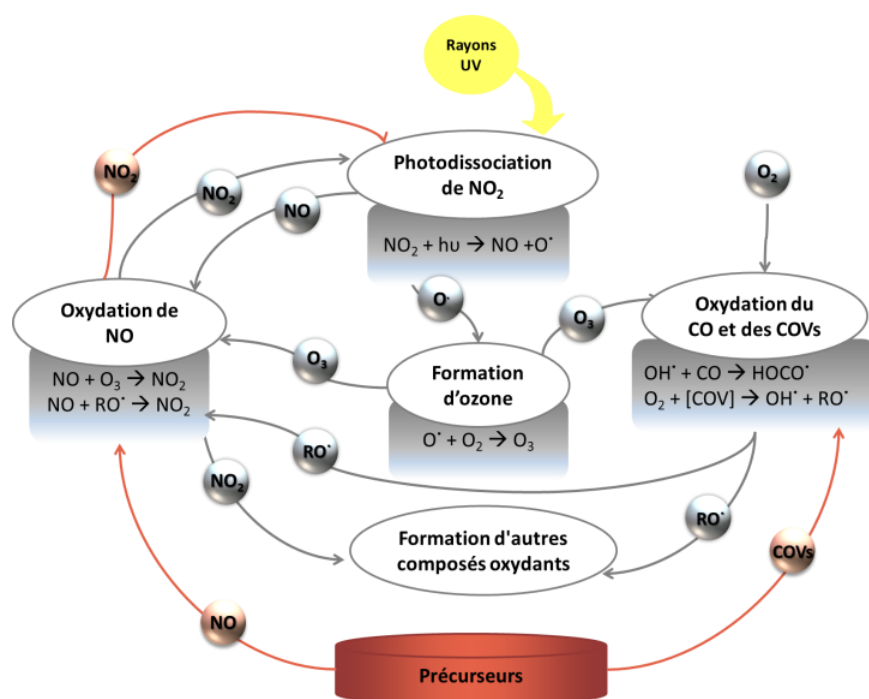 Rayons
UV
NO₂
NO₂
NO
Photodissociation
de NO₂
O₂
NO₂ + hυ → NO +O˙
Oxydation de
NO
O˙
O₃
Oxydation du
CO et des COVs
O₃
NO + O₃ → NO₂
NO + RO˙ → NO₂
Formation
d'ozone
OH˙ + CO → HOCO˙
O₂ + [COV] → OH˙ + RO˙
O˙ + O₂ → O₃
RO˙
NO₂
RO˙
Formation d'autres
composés oxydants
COVs
NO
Précurseurs